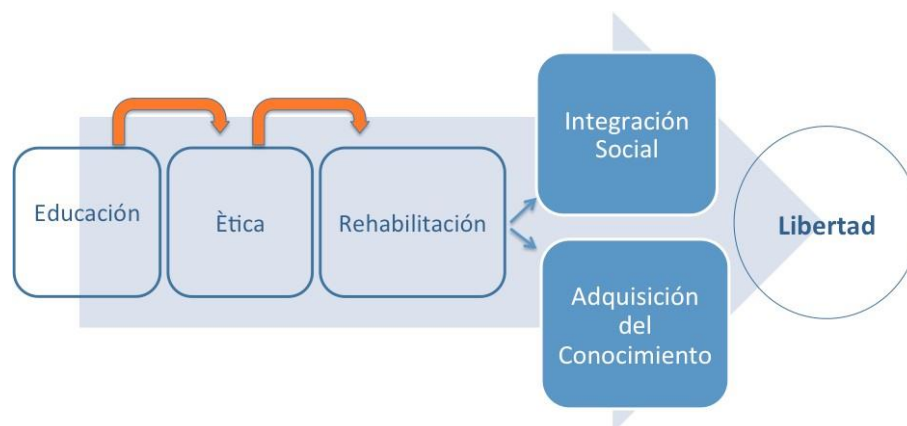 Educación
Ètica
Rehabilitación
Integración
Social
Adquisición
del
Conocimiento
Libertad